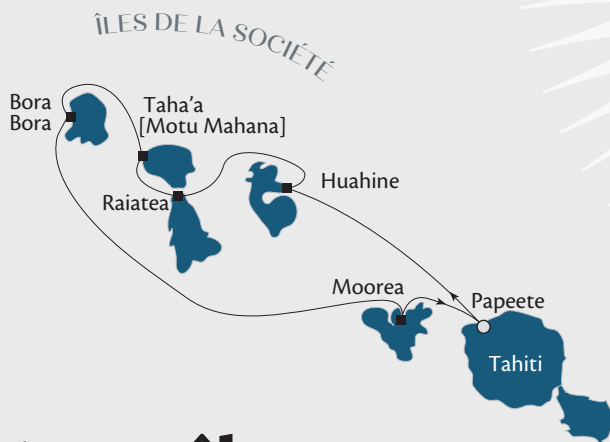 ÎLES DE LA SOCIÉTÉ
Bora
Bora
Taha'a
[Motu Mahana]
Raiatea
Huahine
Moorea
Papeete
Tahiti